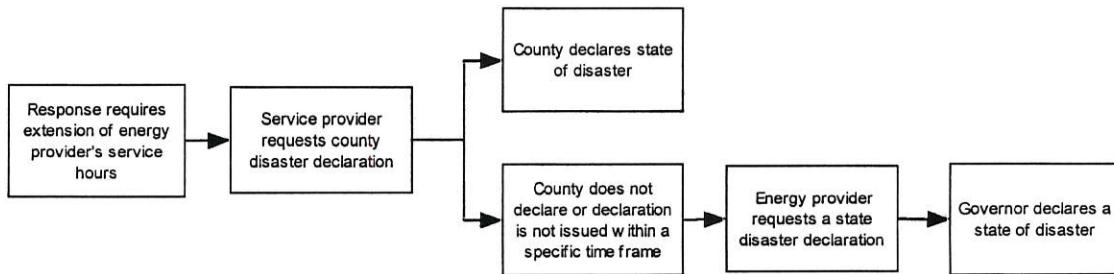 Response requires
extension of energy
provider's service
hours
Service provider
requests county
disaster declaration
County declares state
of disaster
County does not
declare or declaration
is not issued within a
specific time frame
Energy provider
requests a state
disaster declaration
Governor declares a
state of disaster